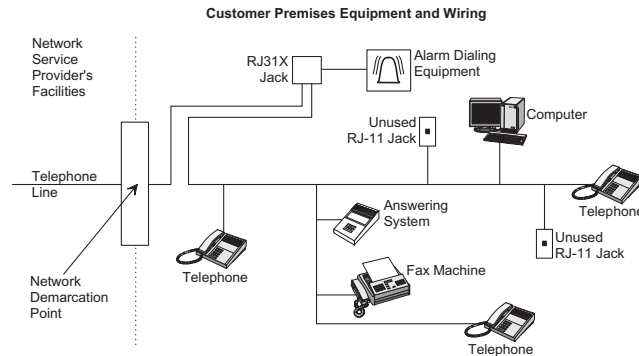 Customer Premises Equipment and Wiring
Network
Service
Provider's
Facilities
RJ31X
Jack
Alarm Dialing
Equipment
Unused
RJ-11 Jack
Computer
Telephone
Line
Telephone
Answering
System
Unused
RJ-11 Jack
Telephone
Fax Machine
Network
Demarcation
Point
Telephone